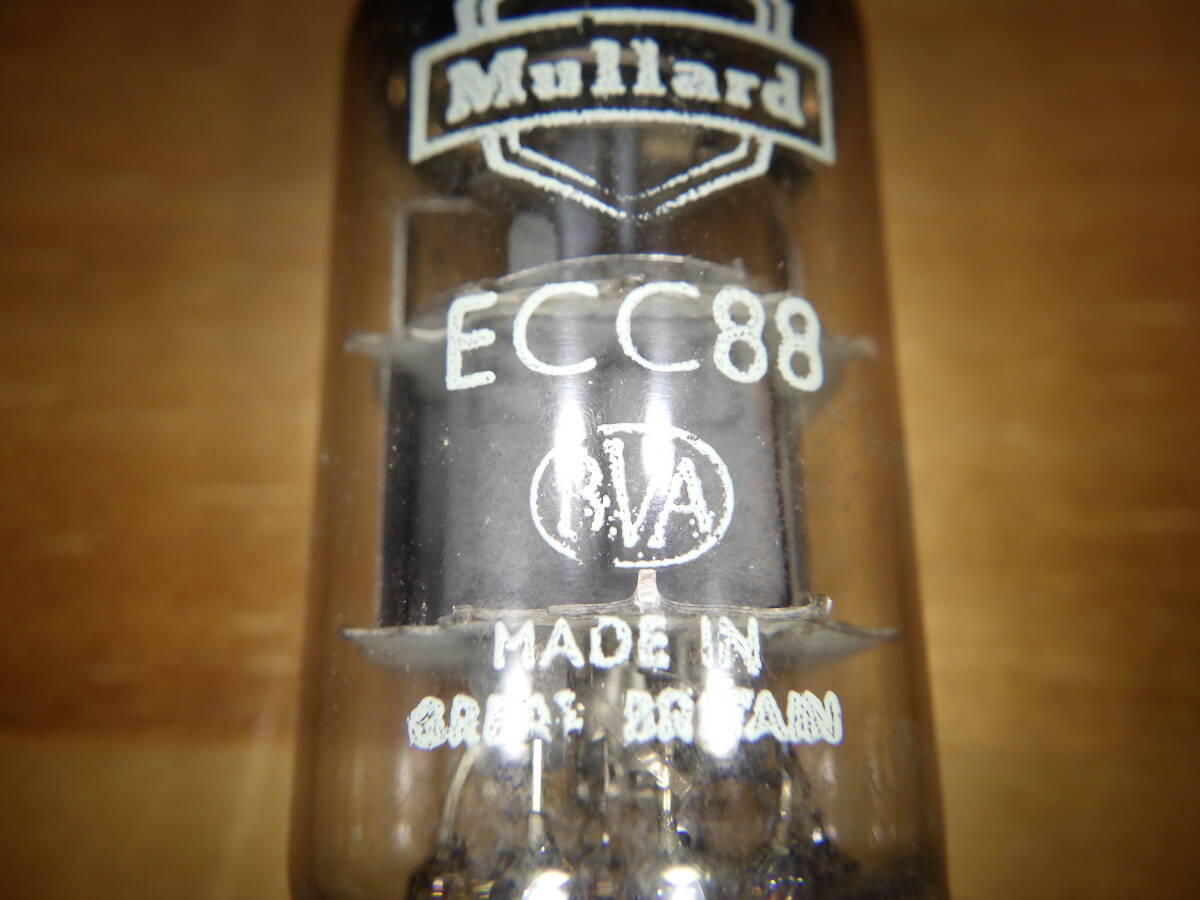 Mullard
ECC88
BVA
MADE IN
GREAT BRITAIN